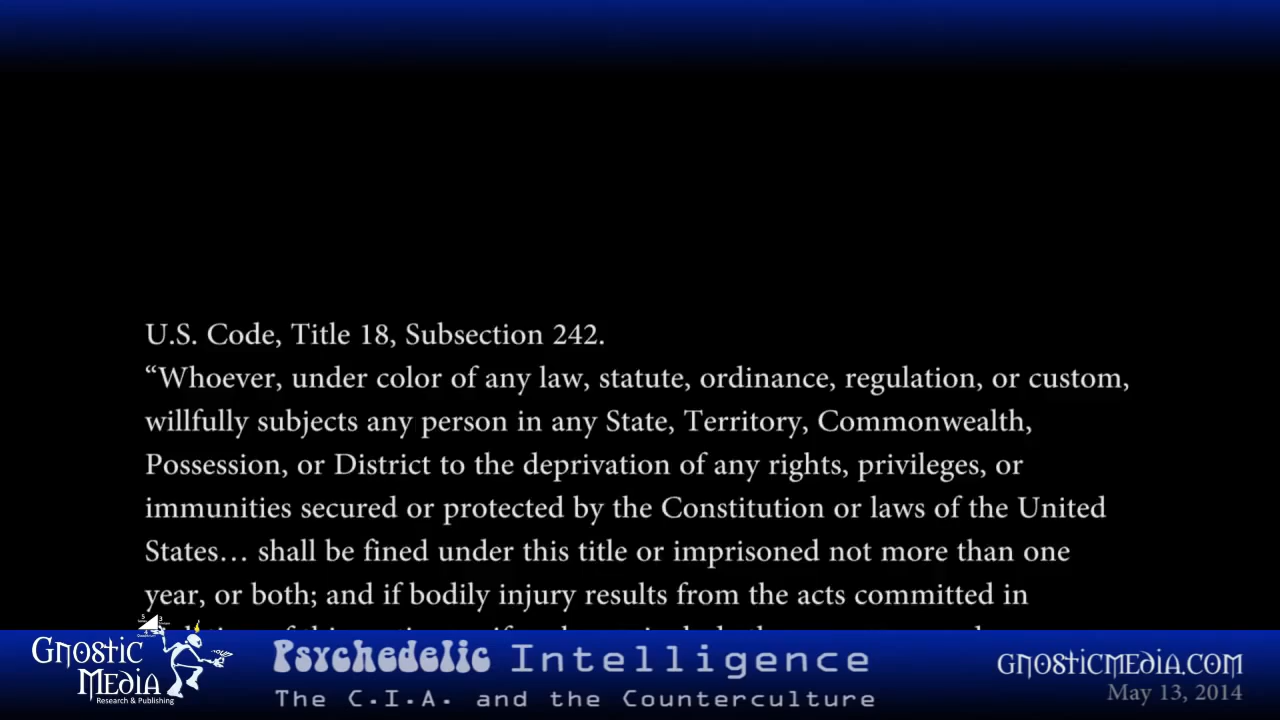 U.S. Code, Title 18, Subsection 242.
“Whoever, under color of any law, statute, ordinance, regulation, or custom,
willfully subjects any person in any State, Territory, Commonwealth,
Possession, or District to the deprivation of any rights, privileges, or
immunities secured or protected by the Constitution or laws of the United
States… shall be fined under this title or imprisoned not more than one
year, or both; and if bodily injury results from the acts committed in
Gnostic
Media
Research & Publishing
Psychedelic Intelligence
The C.I.A. and the Counterculture
gnosticmedia.com
May 13, 2014